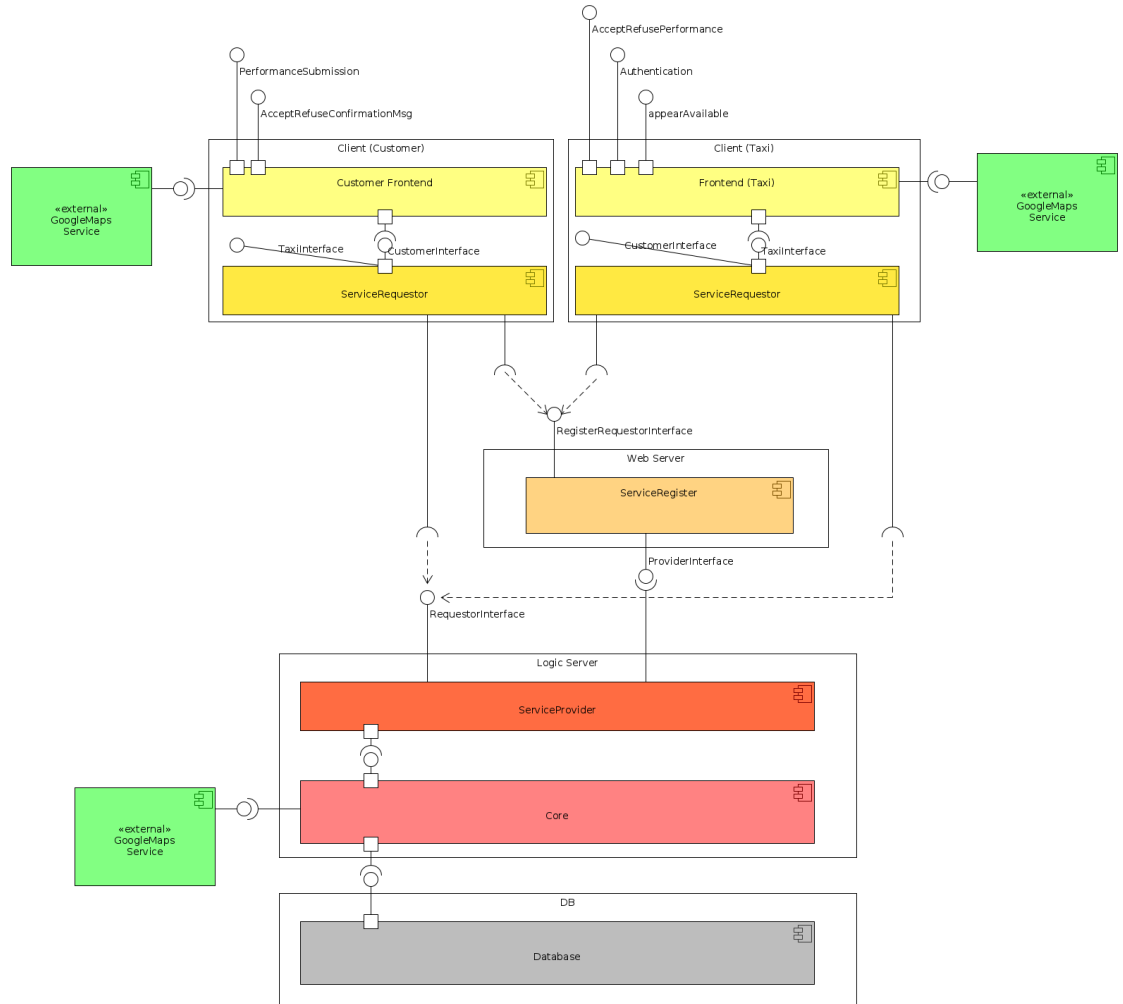 AcceptRefusePerformance
PerformanceSubmission
Authentication
AcceptRefuseConfirmationMsg
appearAvailable
Client (Customer)
Client (Taxi)
Customer Frontend
Frontend (Taxi)
«external»
GoogleMaps
Service
«external»
GoogleMaps
Service
TaxiInterface
CustomerInterface
CustomerInterface
TaxiInterface
ServiceRequestor
ServiceRequestor
RegisterRequestorInterface
Web Server
ServiceRegister
ProviderInterface
RequestorInterface
Logic Server
ServiceProvider
Core
«external»
GoogleMaps
Service
DB
Database